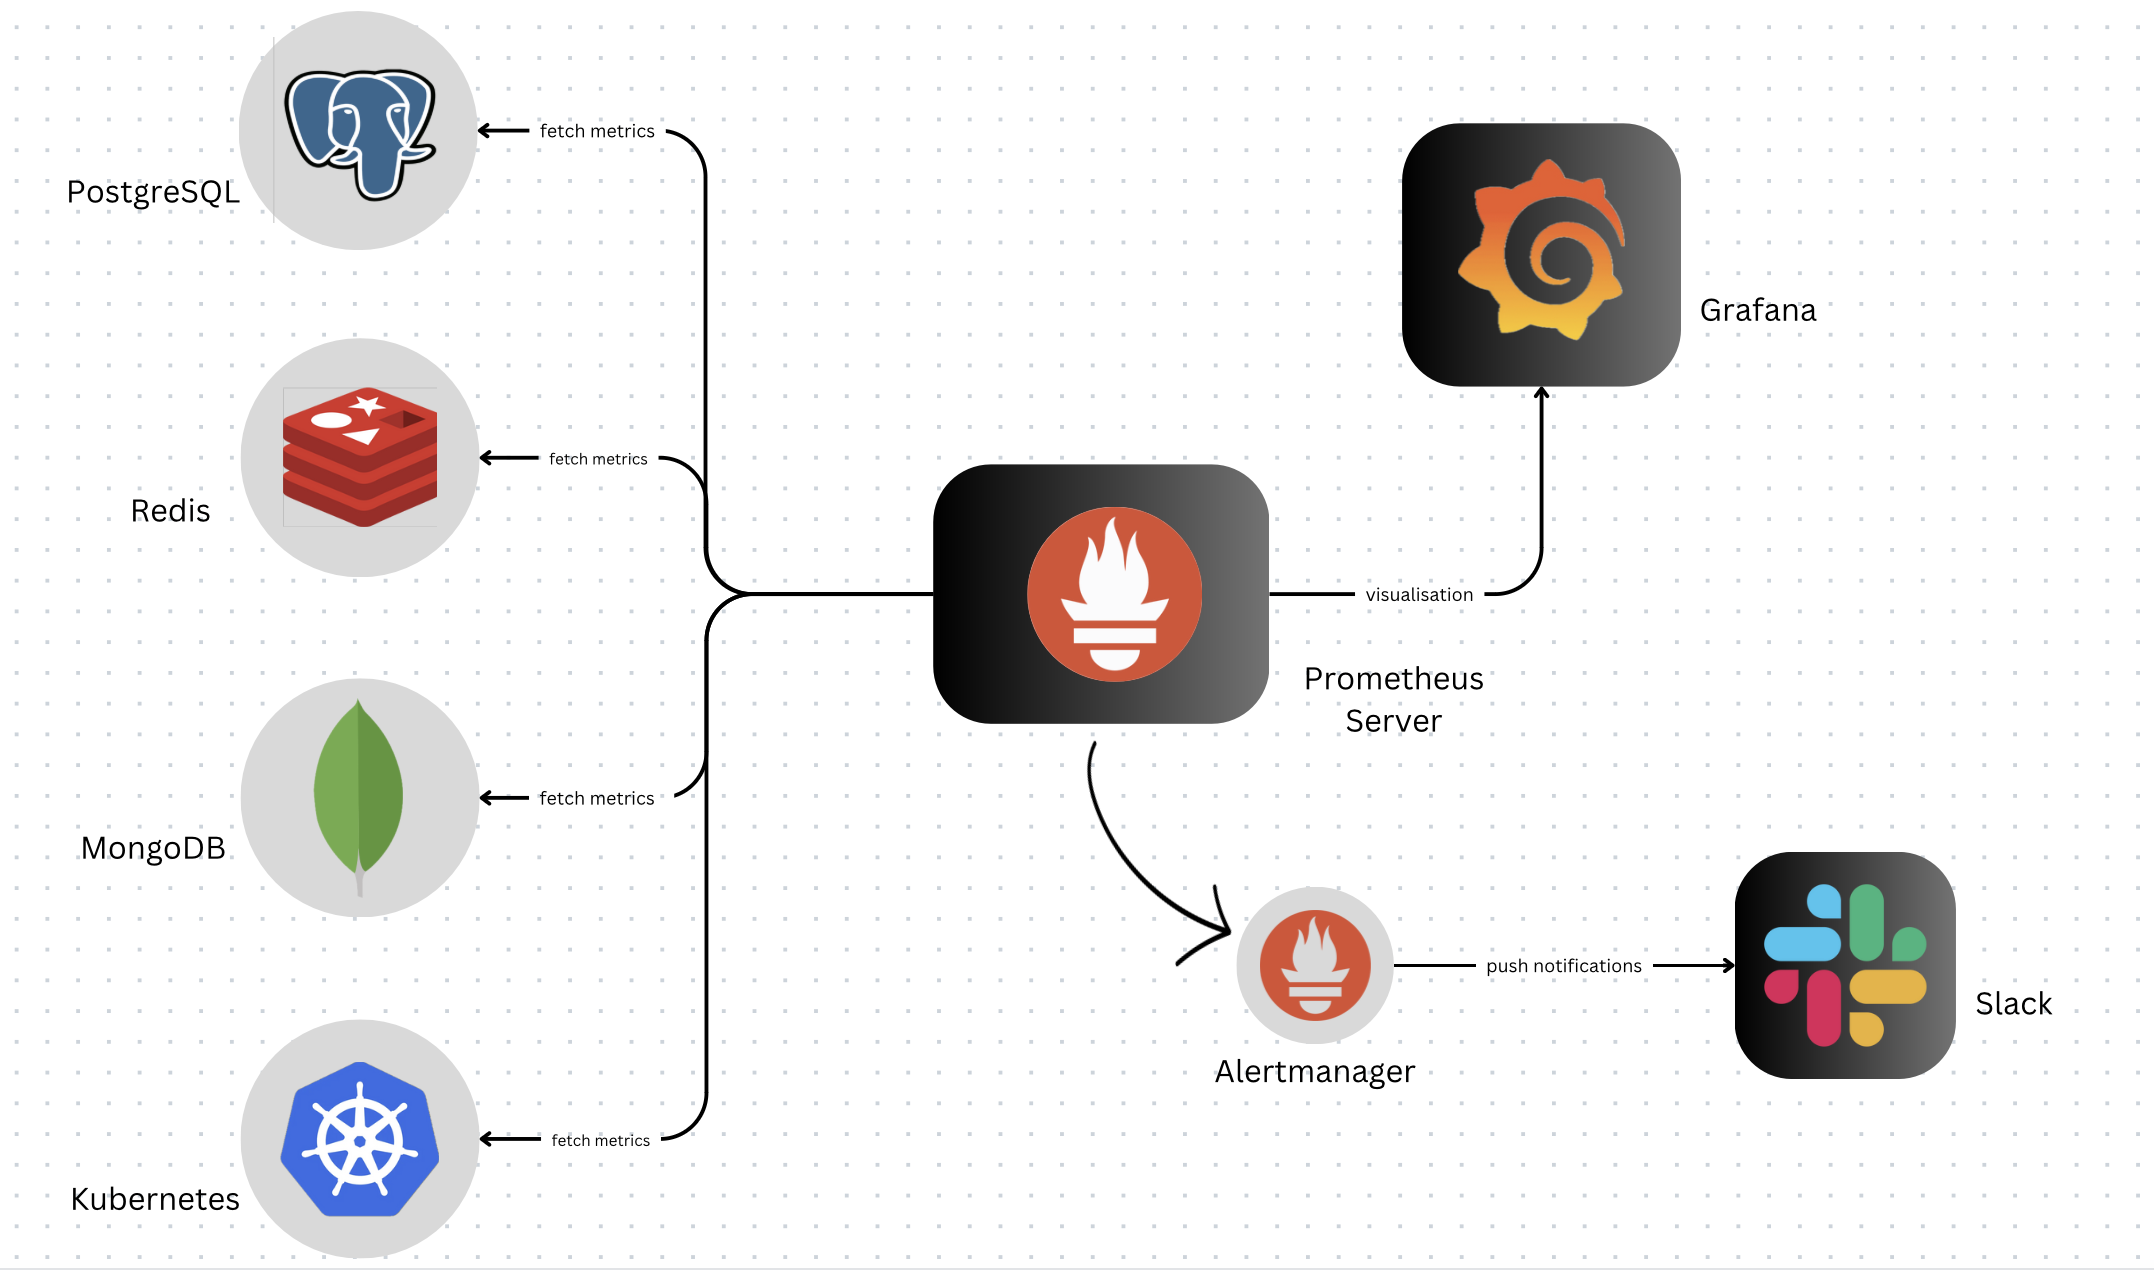 PostgreSQL
fetch metrics
Redis
fetch metrics
MongoDB
fetch metrics
Kubernetes
fetch metrics
Prometheus
Server
visualisation
Grafana
Alertmanager
push notifications
Slack